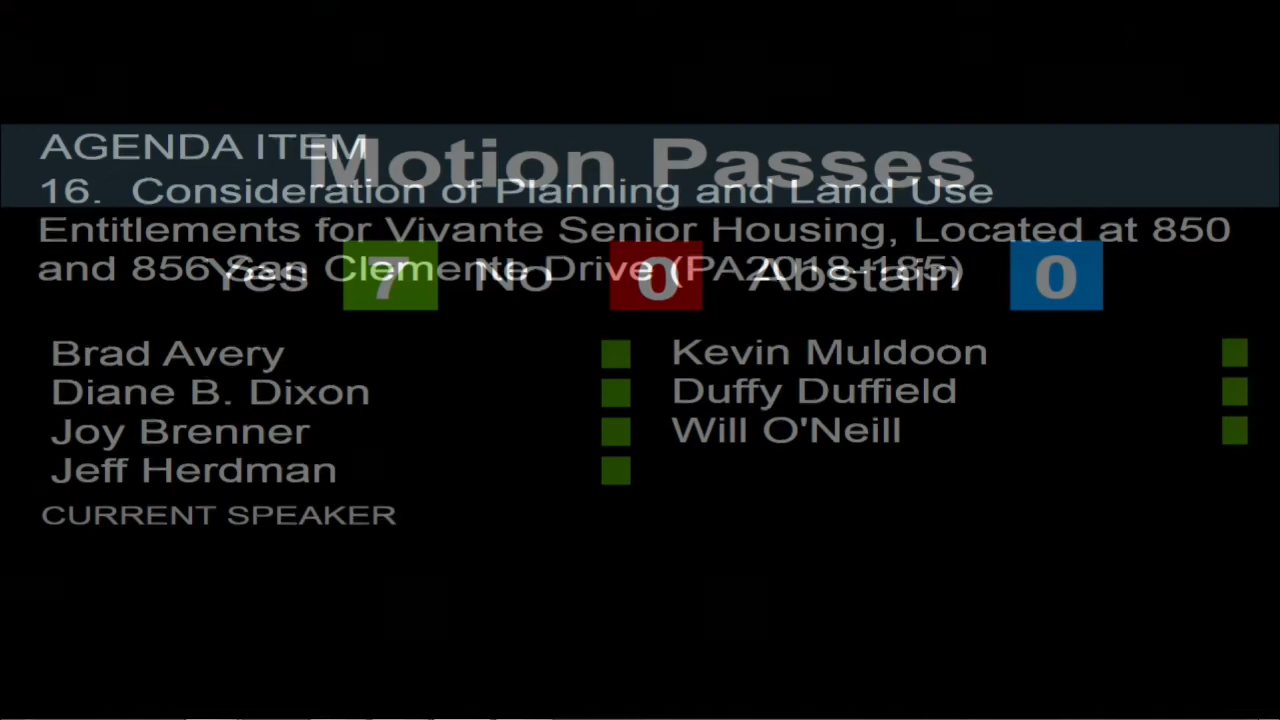 AGENDA ITEM
Motion Passes
16. Consideration of Planning and Land Use
Entitlements for Vivante Senior Housing, Located at 850
and 856 San Clemente Drive (PA2018-185)
Yes 7 No 0 Abstain 0
Brad Avery
Kevin Muldoon
Diane B. Dixon
Duffy Duffield
Joy Brenner
Will O'Neill
Jeff Herdman
CURRENT SPEAKER